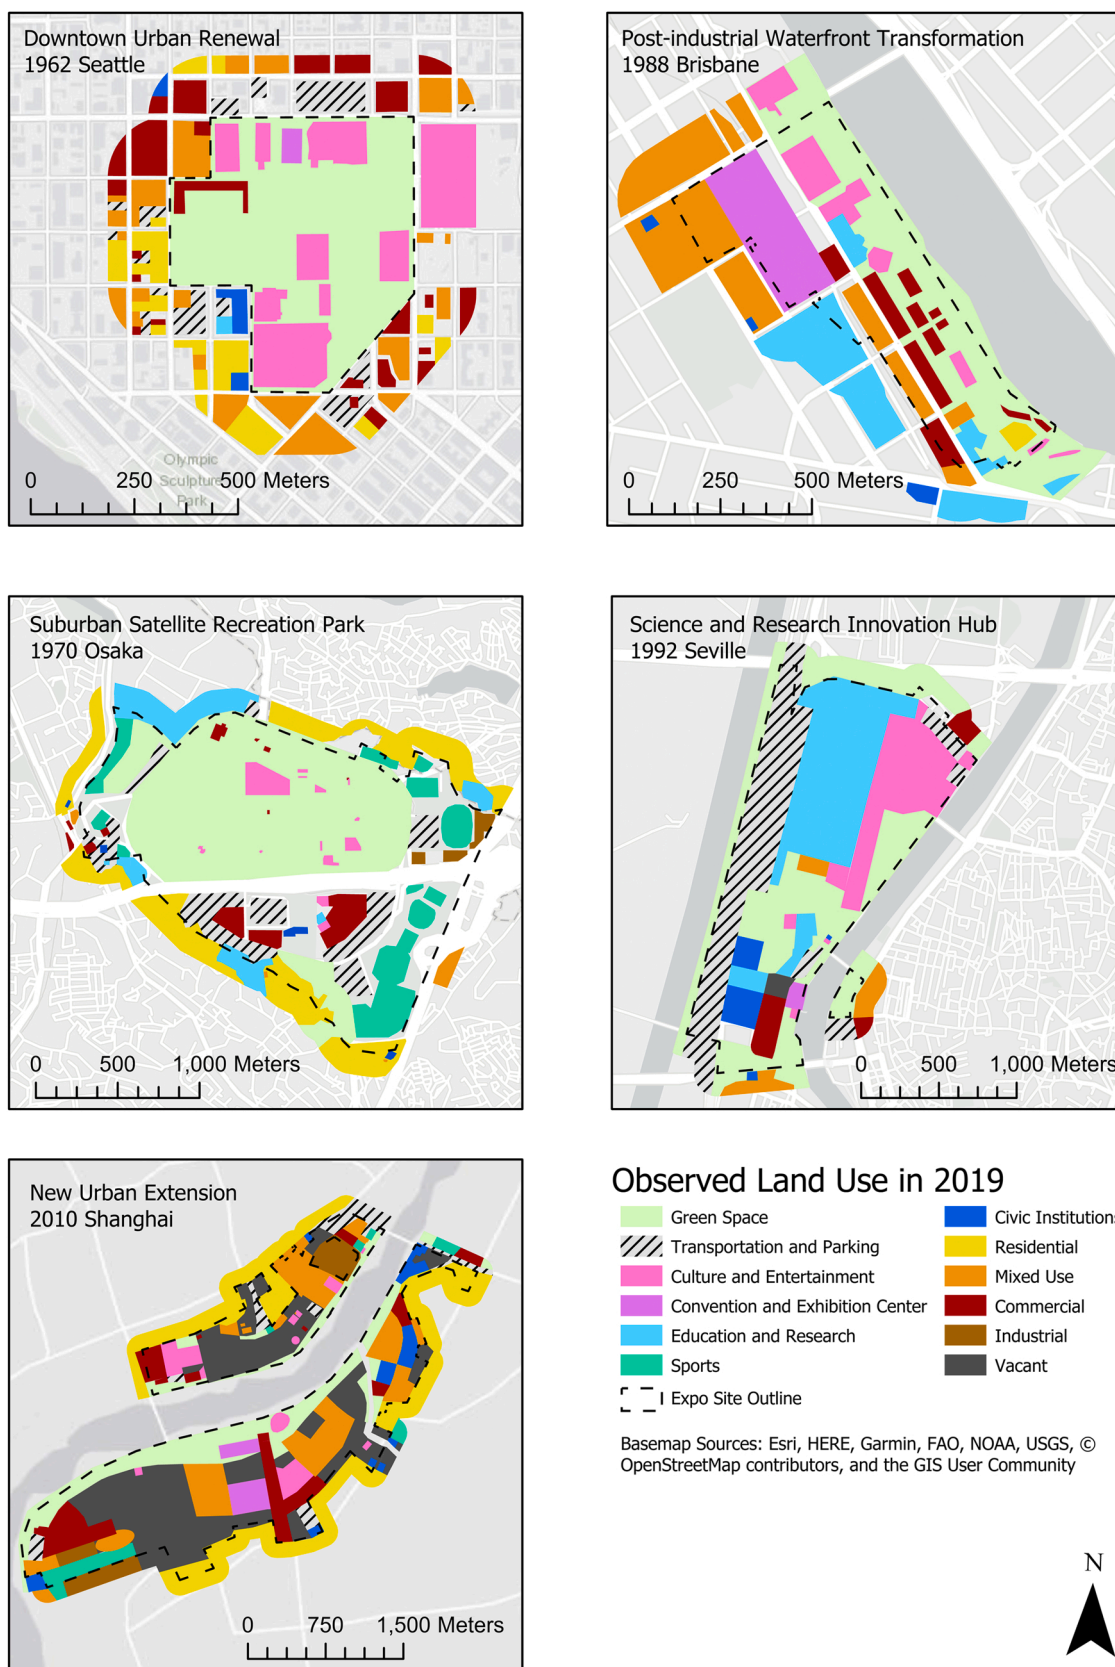 Downtown Urban Renewal
1962 Seattle
Olympic
Sculpture
Park
0 250 500 Meters
Post-industrial Waterfront Transformation
1988 Brisbane
0 250 500 Meters
Suburban Satellite Recreation Park
1970 Osaka
0 500 1,000 Meters
Science and Research Innovation Hub
1992 Seville
0 500 1,000 Meters
New Urban Extension
2010 Shanghai
0 750 1,500 Meters
Observed Land Use in 2019
Green Space
Transportation and Parking
Culture and Entertainment
Convention and Exhibition Center
Education and Research
Sports
Expo Site Outline
Civic Institutions
Residential
Mixed Use
Commercial
Industrial
Vacant
Basemap Sources: Esri, HERE, Garmin, FAO, NOAA, USGS, ©
OpenStreetMap contributors, and the GIS User Community
N